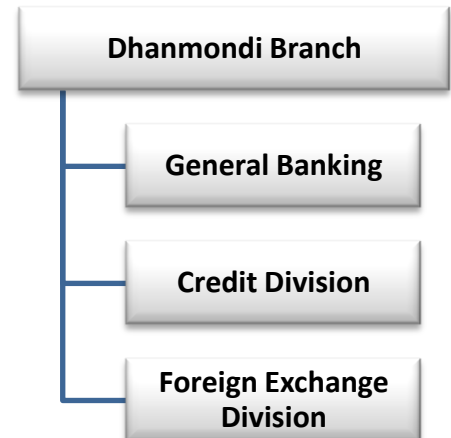 Dhanmondi Branch
General Banking
Credit Division
Foreign Exchange
Division